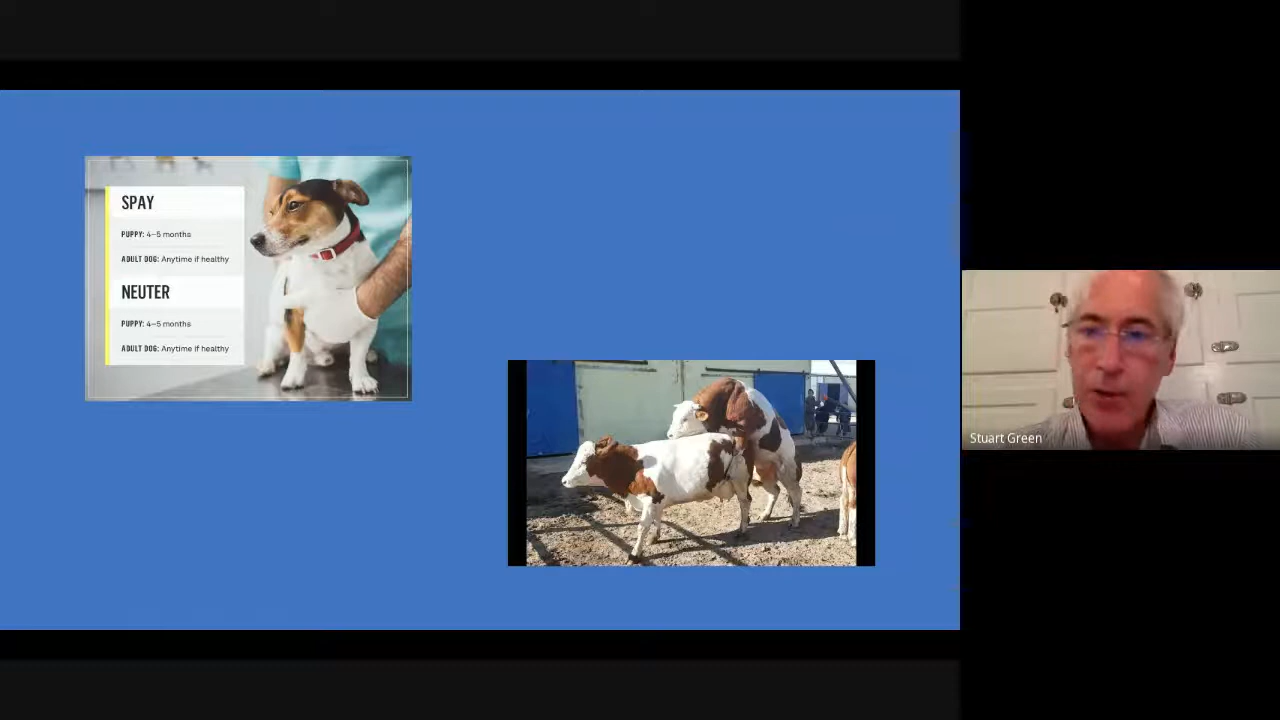 SPAY
PUPPY: 4–5 months
ADULT DOG: Anytime if healthy
NEUTER
PUPPY: 4–5 months
ADULT DOG: Anytime if healthy
Stuart Green